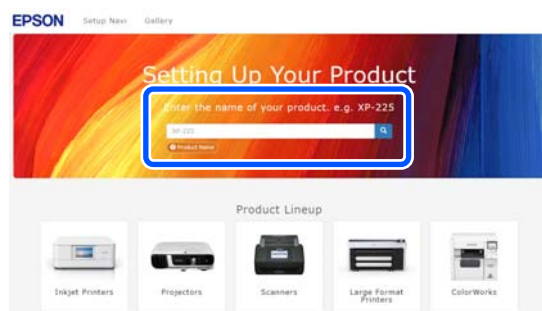 EPSON Setup Navi Gallery
Setting Up Your Product
Enter the name of your product. e.g. XP-225
XP-225
Product Name
Product Lineup
Inkjet Printers Projectors Scanners Large Format Printers ColorWorks